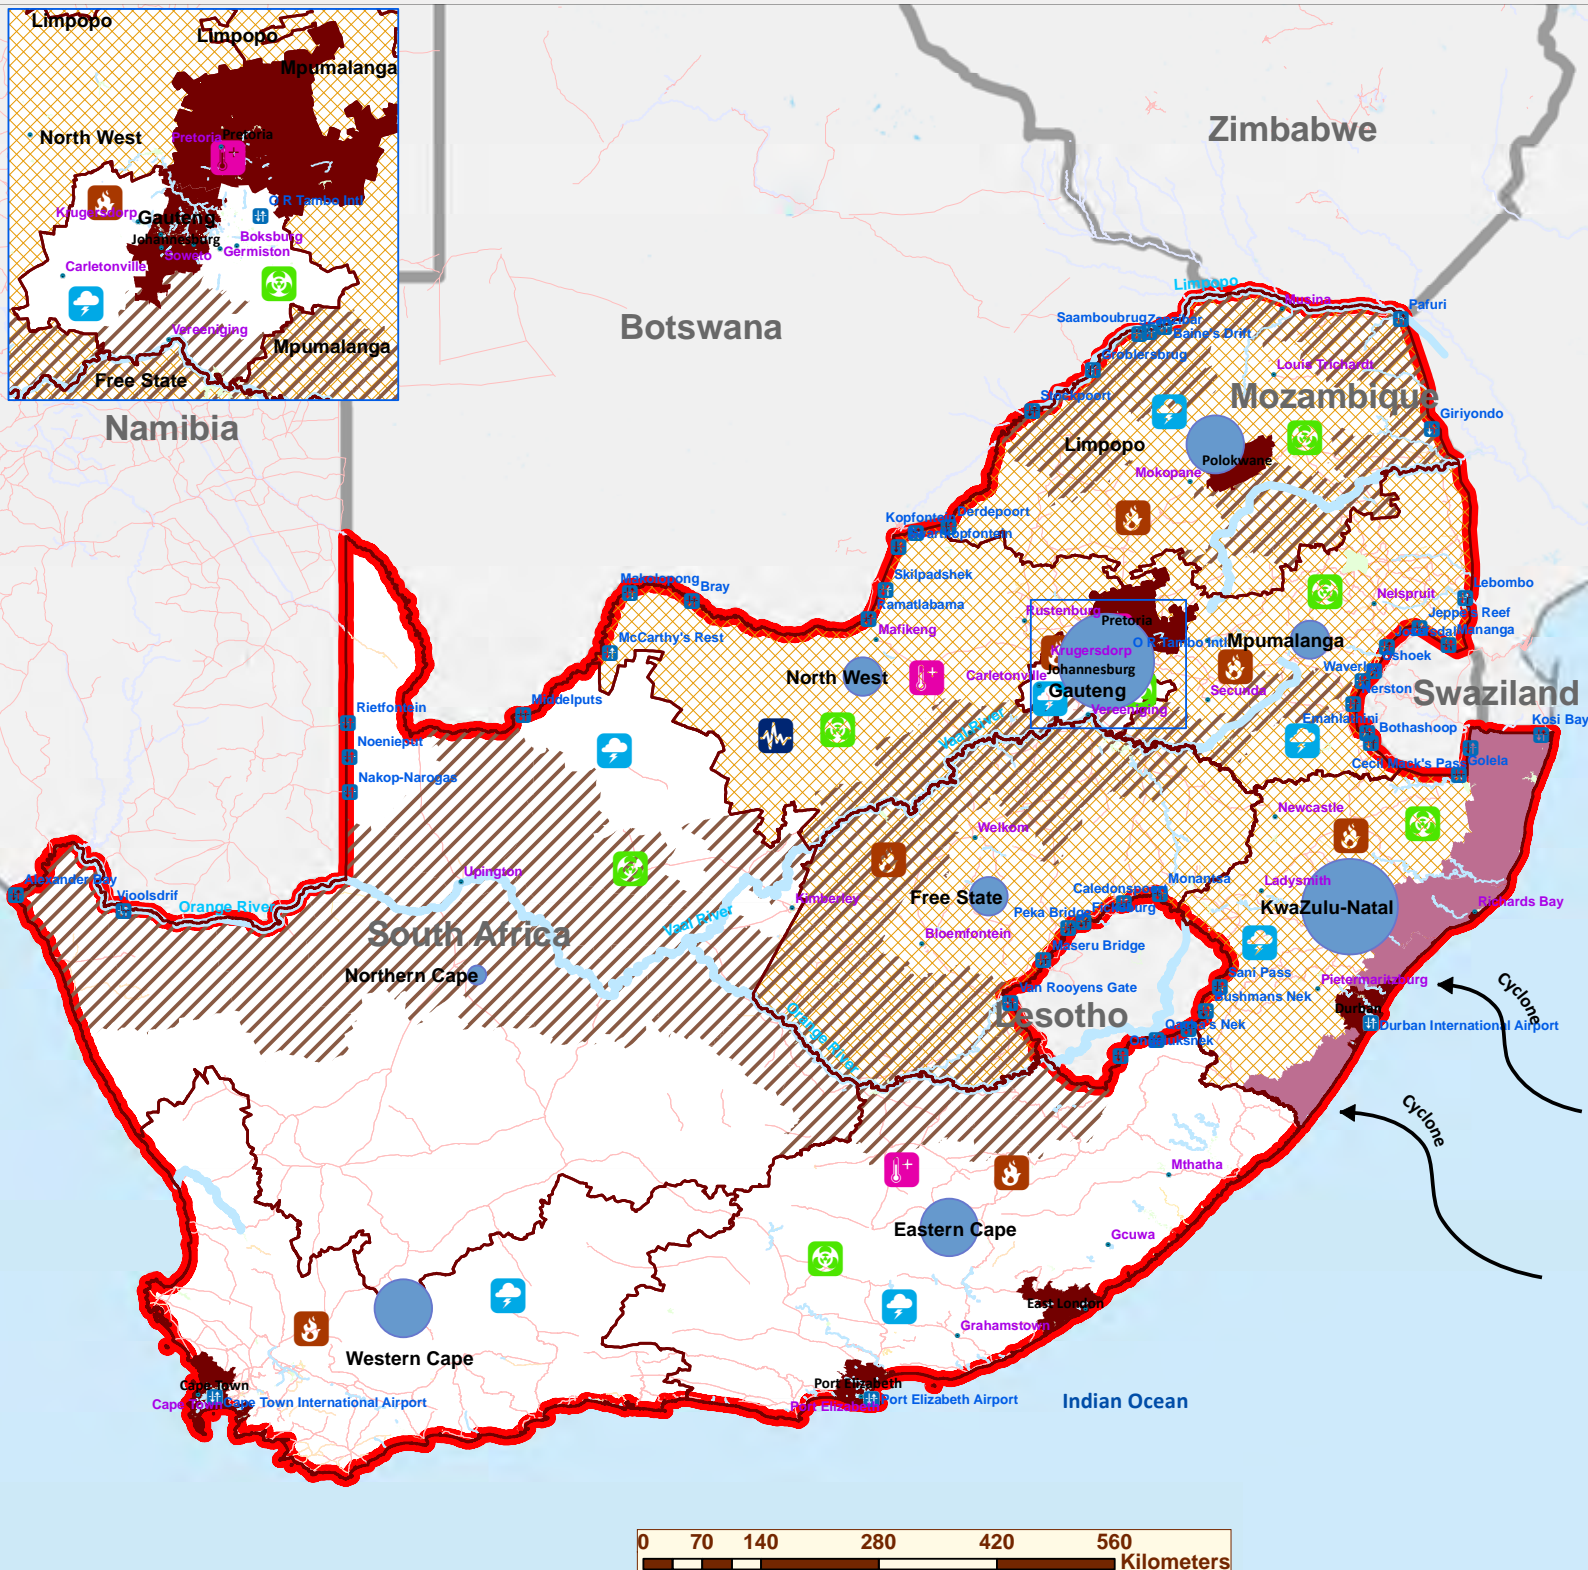 Limpopo
Limpopo
Mpumalanga
North West
Pretoria
Pretoria
O R Tambo Intl
Krugersdorp
Gauteng
Johannesburg
Boksburg
Soweto
Germiston
Carletonville
Vereeniging
Mpumalanga
Free State
Zimbabwe
Botswana
Namibia
Mozambique
Swaziland
South Africa
Lesotho
Limpopo
Musina
Pafuri
Saamboubrug
Zanzibar
Baine's Drift
Groblersbrug
Louis Trichardt
Stockpoort
Giriyondo
Limpopo
Polokwane
Mokopane
Kopfontein
Derdepoort
Skilpadshek
Ramatlabama
Mafikeng
Makolepong
Bray
McCarthy's Rest
Middelputs
Rietfontein
Noenieput
Nakop-Narogas
Rustenburg
Pretoria
O R Tambo Intl
Krugersdorp
Johannesburg
Carletonville
Gauteng
Vereeniging
Mpumalanga
Nelspruit
Lebombo
Jeppe's Reef
Mananga
Oshoek
Waverley
Nerston
Secunda
Emahlathini
Bothashoop
Cecil Mack's Pass
Golela
Kosi Bay
North West
Vaal River
Newcastle
Welkom
Upington
Kimberley
Vaal River
Alexander Bay
Vioolsdrif
Orange River
Northern Cape
Free State
Bloemfontein
Caledonspoort
Monantsa
Ficksburg
Peka Bridge
Maseru Bridge
Van Rooyens Gate
Ladysmith
KwaZulu-Natal
Richards Bay
Sani Pass
Bushmans Nek
Pietermaritzburg
Durban
Durban International Airport
Cyclone
Cyclone
Orange River
Mthatha
Eastern Cape
Gcuwa
East London
Grahamstown
Western Cape
Cape Town
Cape Town
Cape Town International Airport
Port Elizabeth
Port Elizabeth
Port Elizabeth Airport
Indian Ocean
0 70 140 280 420 560
Kilometers